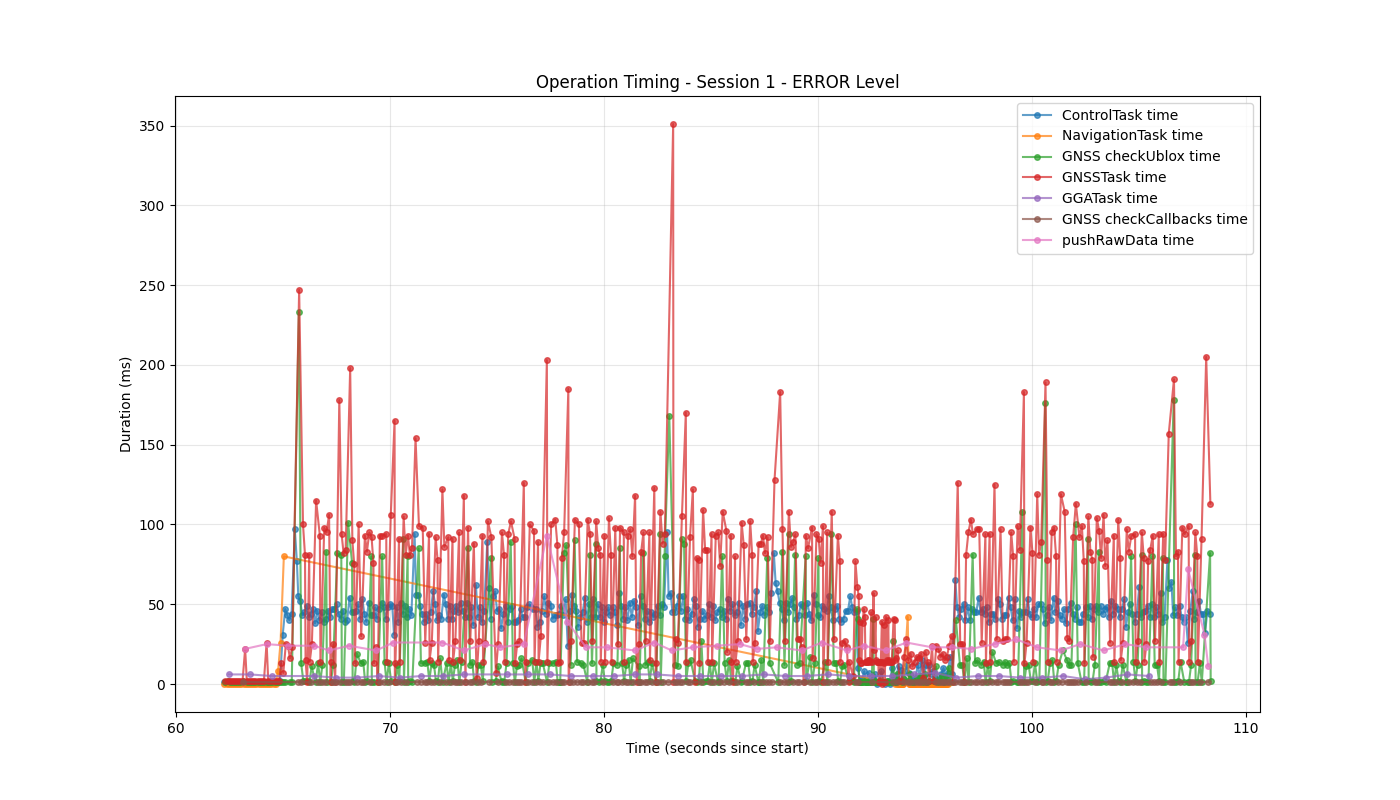 Operation Timing - Session 1 - ERROR Level
ControlTask time
NavigationTask time
GNSS checkUblox time
GNSSTask time
GGATask time
GNSS checkCallbacks time
pushRawData time
Duration (ms)
350
300
250
200
150
100
50
0
60 70 80 90 100 110
Time (seconds since start)